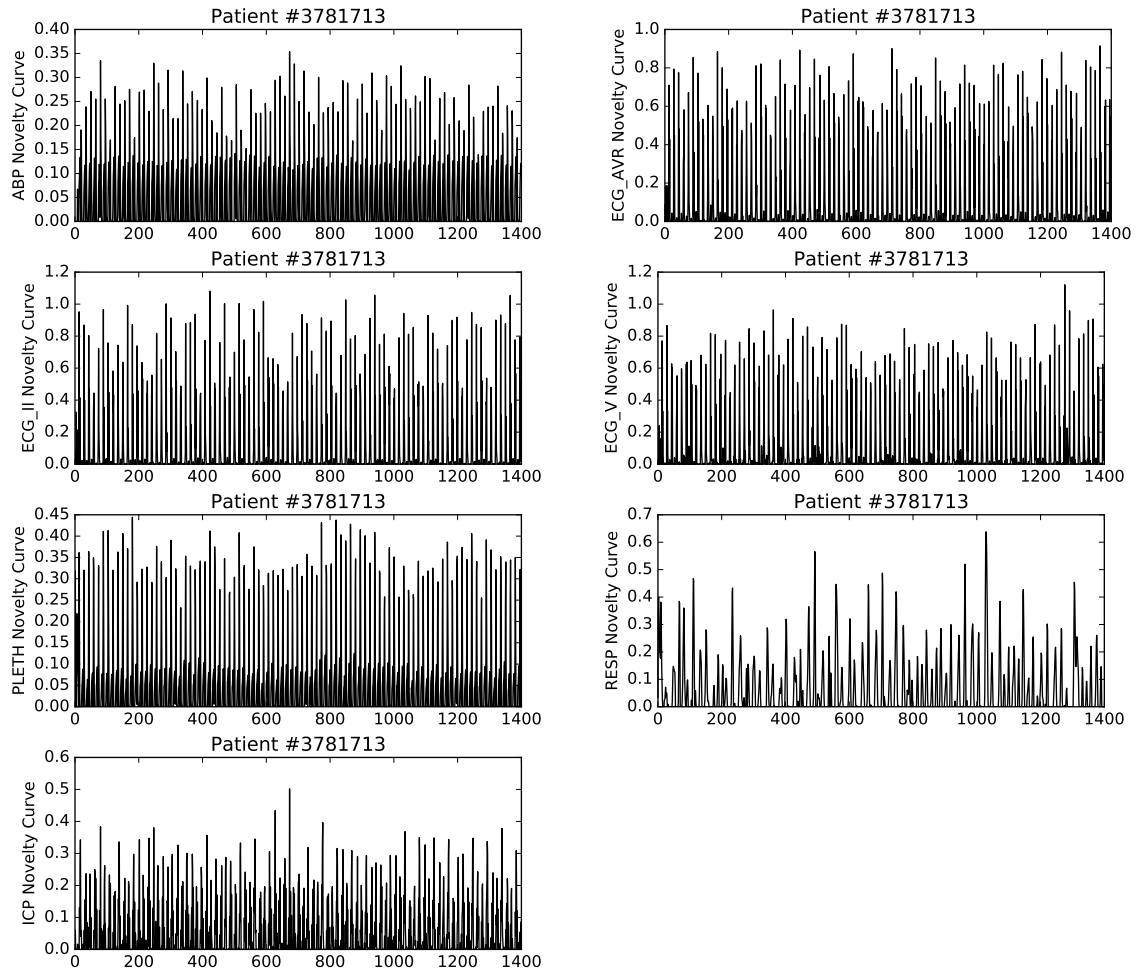 Patient #3781713
ABP Novelty Curve
0.40
0.35
0.30
0.25
0.20
0.15
0.10
0.05
0.00
0 200 400 600 800 1000 1200 1400
Patient #3781713
ECG_AVR Novelty Curve
1.0
0.8
0.6
0.4
0.2
0.0
0 200 400 600 800 1000 1200 1400
Patient #3781713
ECG_II Novelty Curve
1.2
1.0
0.8
0.6
0.4
0.2
0.0
0 200 400 600 800 1000 1200 1400
Patient #3781713
ECG_V Novelty Curve
1.2
1.0
0.8
0.6
0.4
0.2
0.0
0 200 400 600 800 1000 1200 1400
Patient #3781713
PLETH Novelty Curve
0.45
0.40
0.35
0.30
0.25
0.20
0.15
0.10
0.05
0.00
0 200 400 600 800 1000 1200 1400
Patient #3781713
RESP Novelty Curve
0.7
0.6
0.5
0.4
0.3
0.2
0.1
0.0
0 200 400 600 800 1000 1200 1400
Patient #3781713
ICP Novelty Curve
0.6
0.5
0.4
0.3
0.2
0.1
0.0
0 200 400 600 800 1000 1200 1400